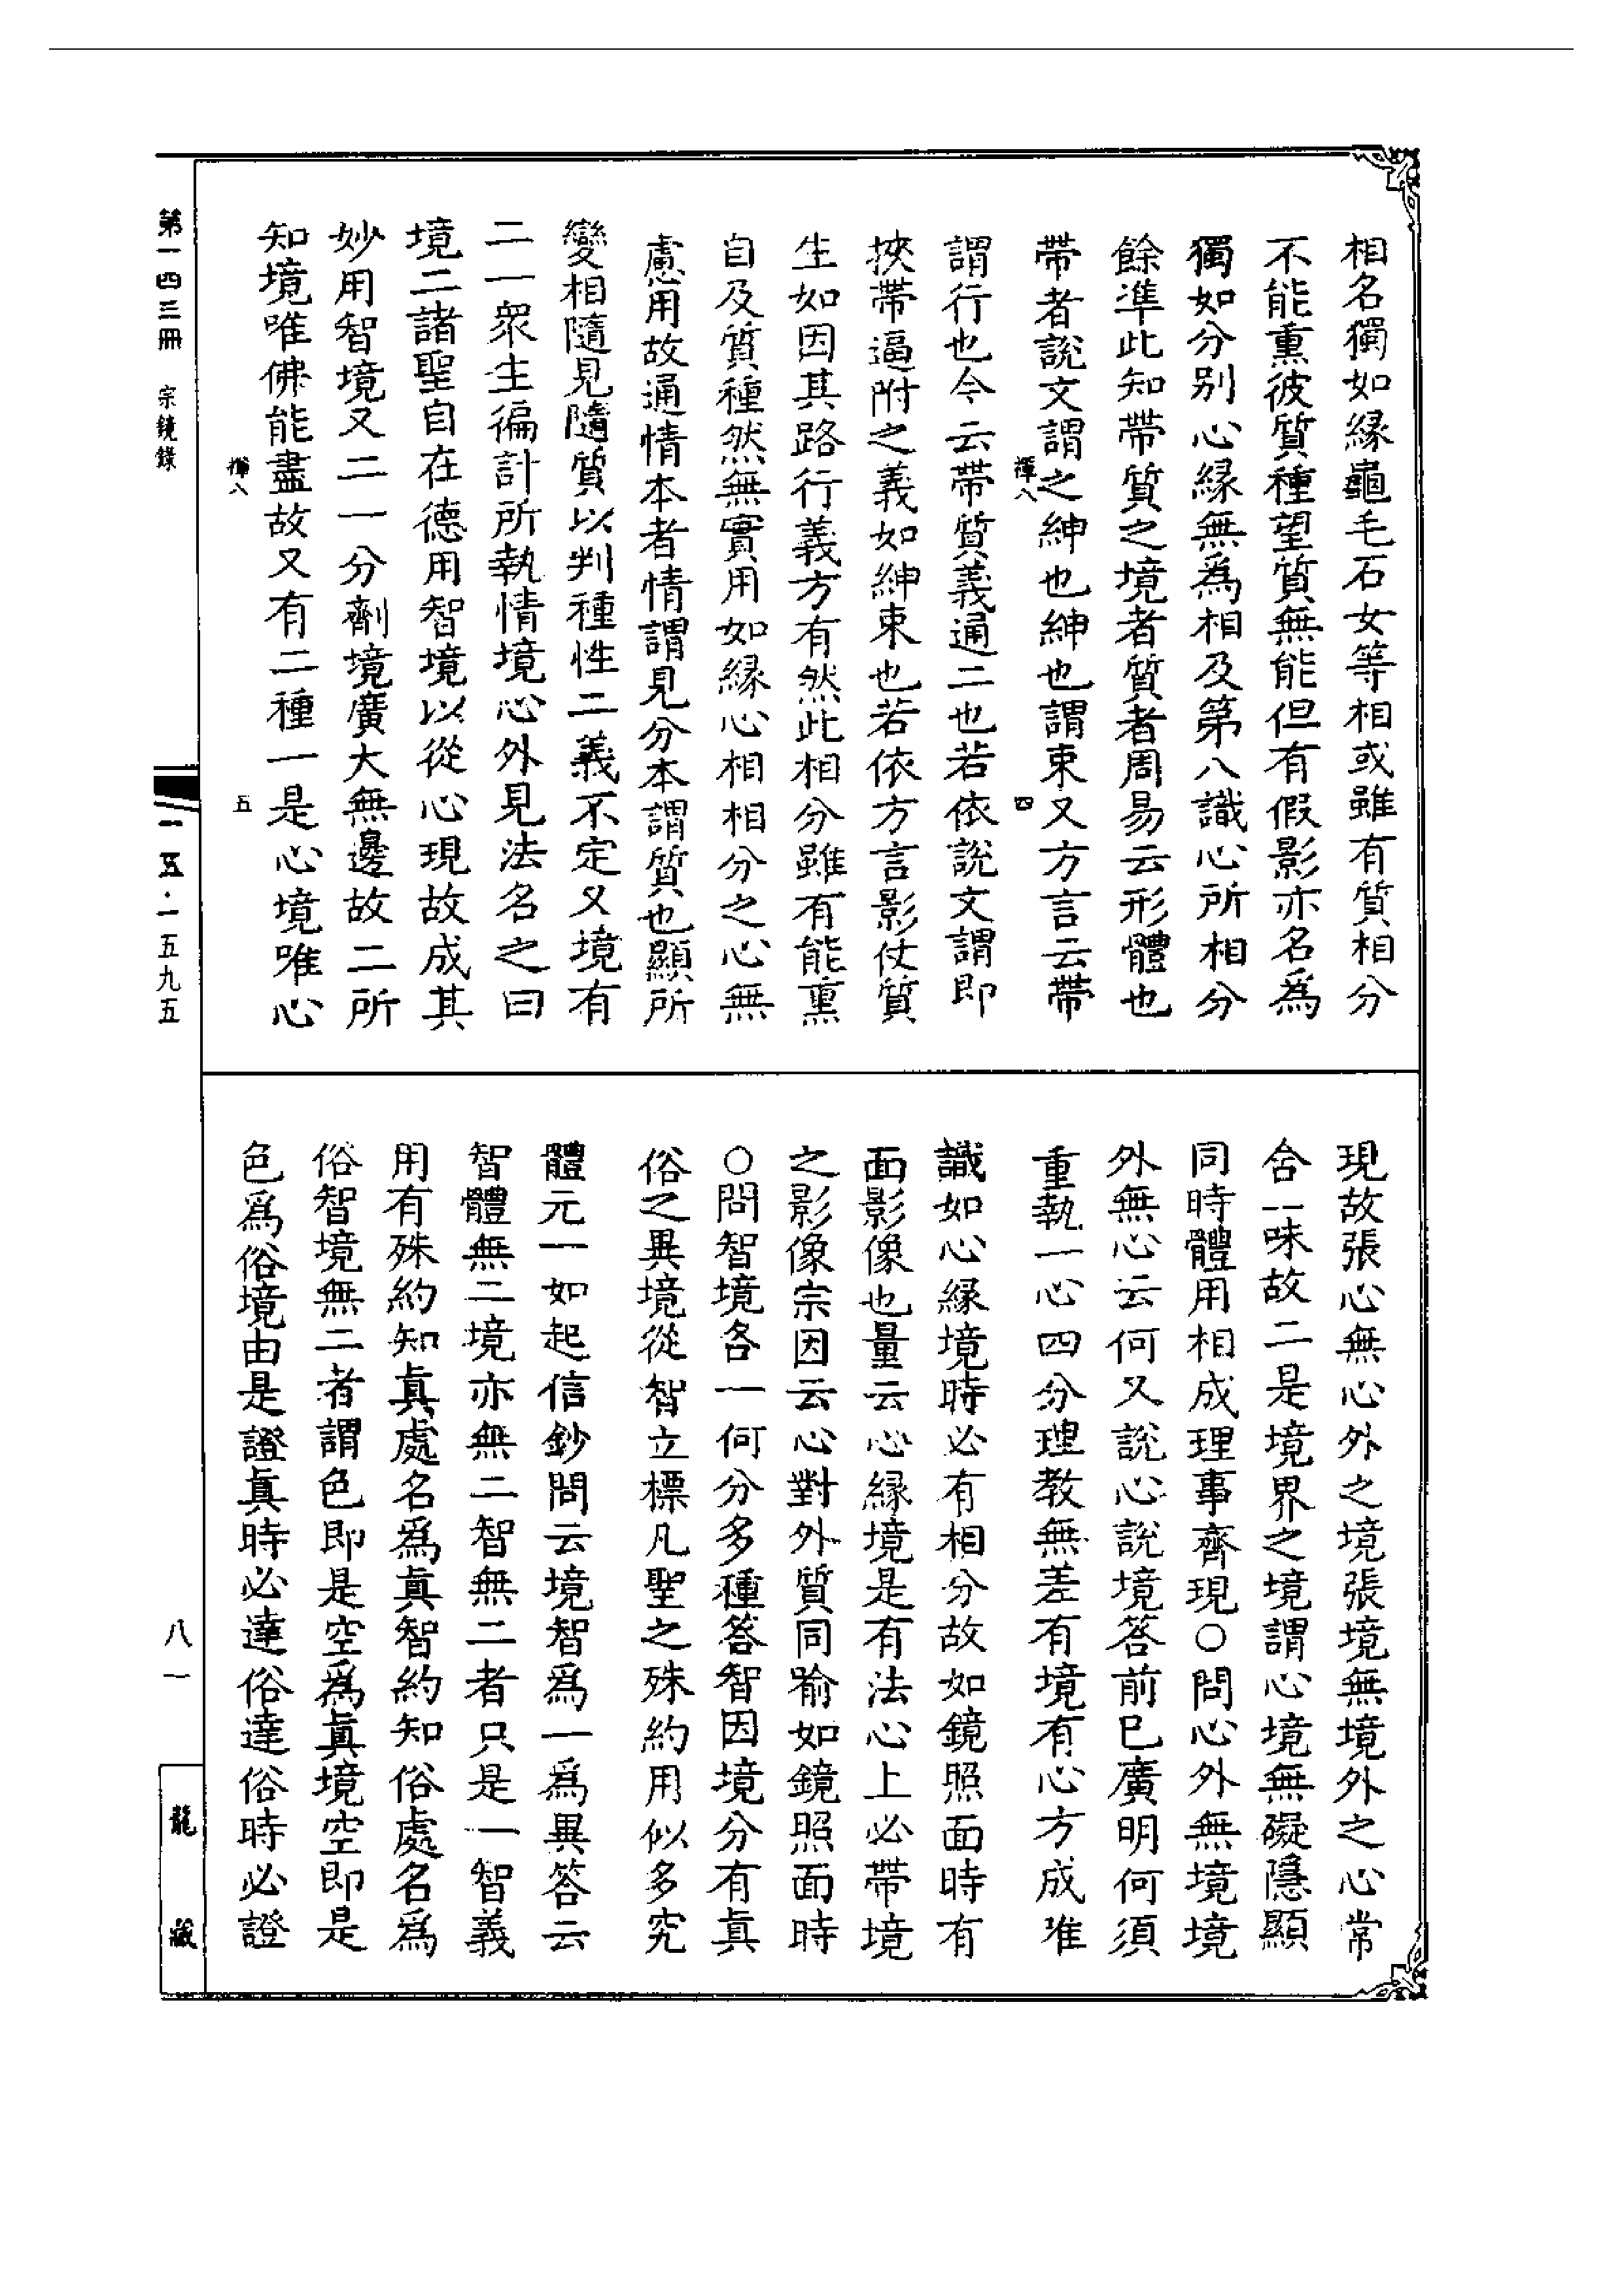 相名獨如緣龜毛石女等相或雖有質相分
不能熏彼質種望質無能但有假影亦名爲
獨如分別心緣無爲相及第八識心所相分
餘準此知帶質之境者質者周易云形體也
帶者說文謂之紳也紳也謂束又方言云帶
禪八 四
謂行也今云帶質義通二也若依說文謂即
挾帶逼附之義如紳束也若依方言影仗質
生如因其路行義方有然此相分雖有能熏
自及質種然無實用如緣心相相分之心無
慮用故通情本者情謂見分本謂質也顯所
變相隨見隨質以判種性二義不定又境有
二一衆生徧計所執情境心外見法名之曰
境二諸聖自在德用智境以從心現故成其
妙用智境又二一分劑境廣大無邊故二所
知境唯佛能盡故又有二種一是心境唯心
禪八 五
現故張心無心外之境張境無境外之心常
合一味故二是境界之境謂心境無礙隱顯
同時體用相成理事齊現○問心外無境境
外無心云何又說心說境答前已廣明何須
重執一心四分理教無差有境有心方成唯
識如心緣境時必有相分故如鏡照面時有
面影像也量云心緣境是有法心上必帶境
之影像宗因云心對外質同喻如鏡照面時
○問智境各一何分多種答智因境分有眞
俗之異境從智立標凡聖之殊約用似多究
體元一如起信鈔問云境智爲一爲異答云
智體無二境亦無二智無二者只是一智義
用有殊約知眞處名爲眞智約知俗處名爲
俗智境無二者謂色即是空爲眞境空即是
色爲俗境由是證眞時必達俗達俗時必證
第一四三冊 宗鏡錄
一五·一五九五
八一
龍藏